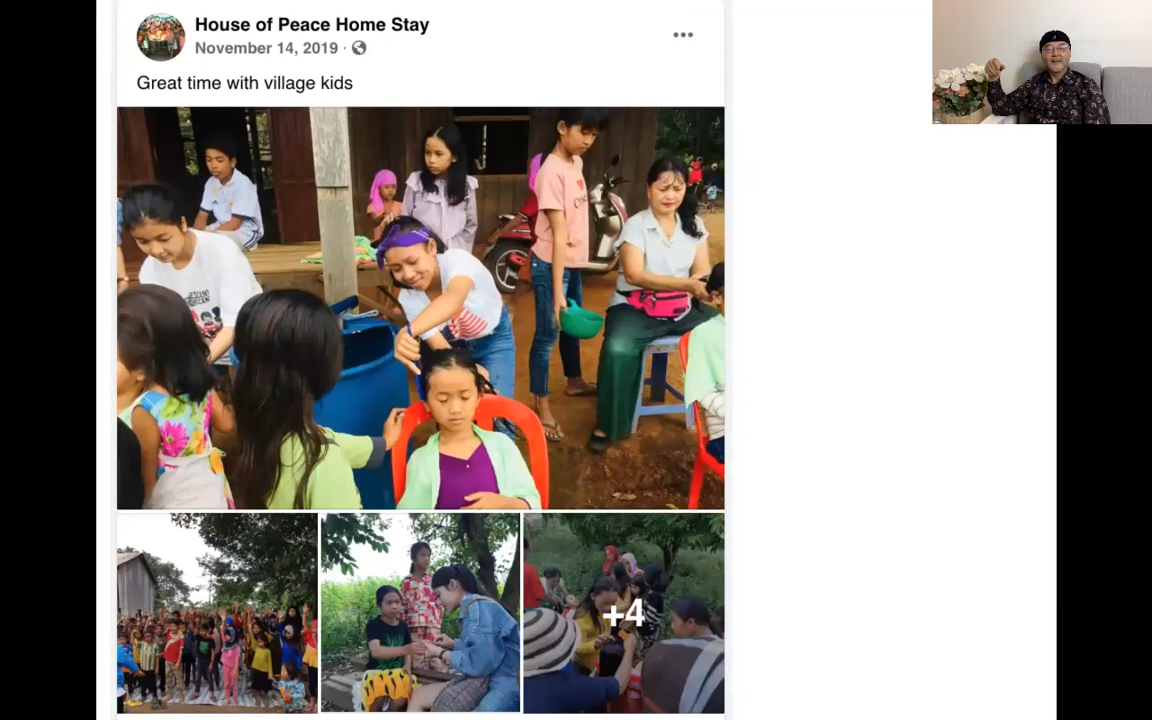 House of Peace Home Stay
November 14, 2019 ·
Great time with village kids
+4